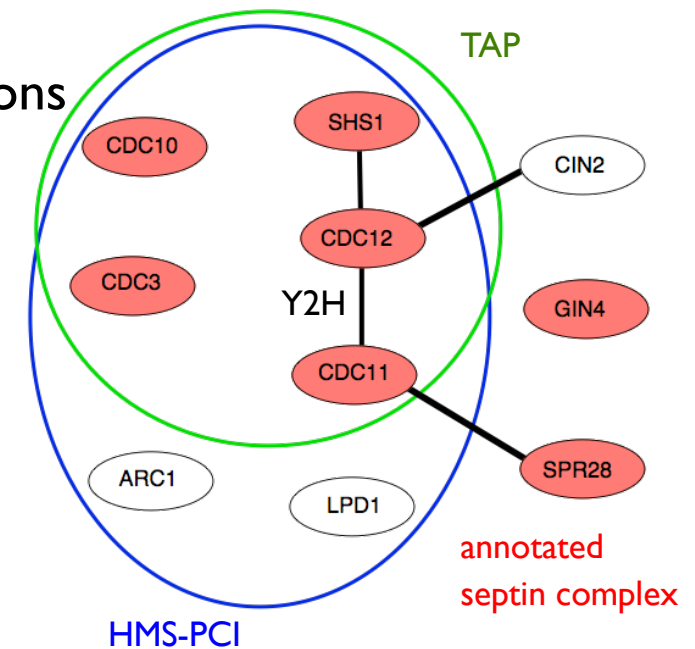 TAP
ons
SHS1
CDC10
CIN2
CDC12
CDC3
Y2H
GIN4
CDC11
ARC1
SPR28
LPD1
annotated
septin complex
HMS-PCI